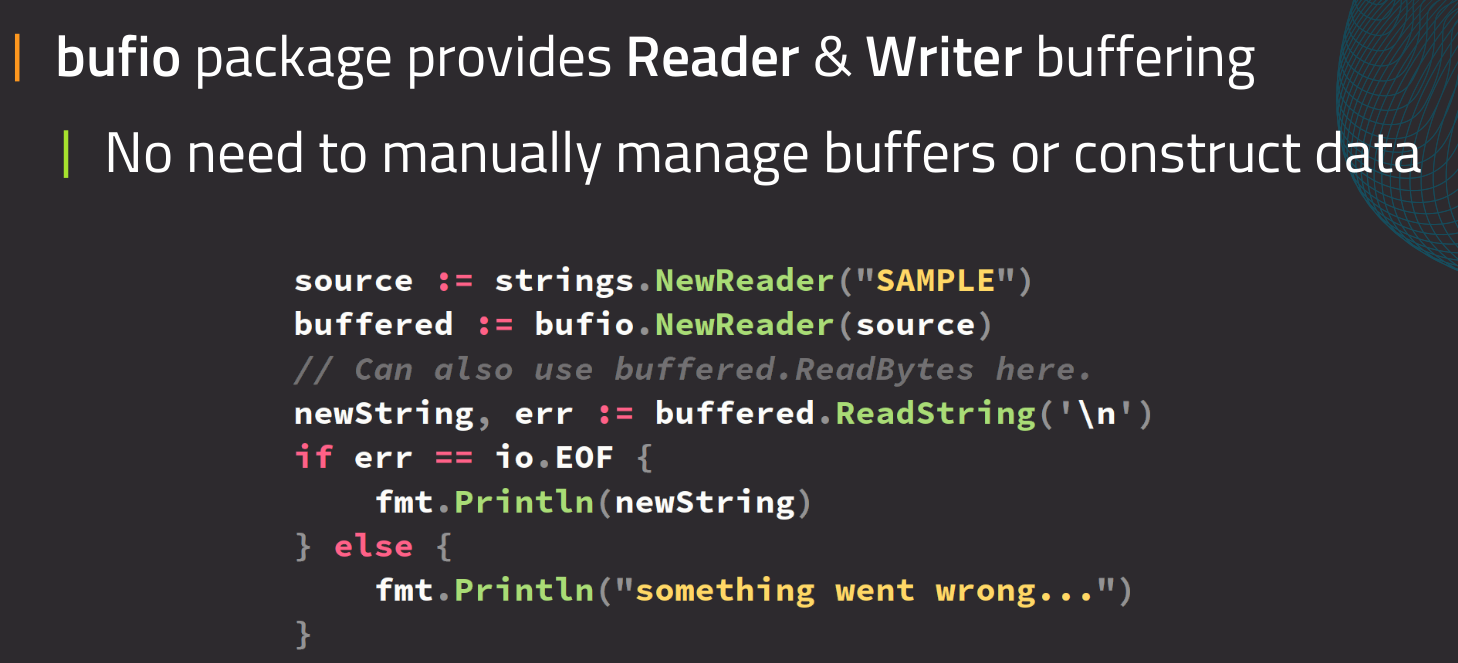 bufio package provides Reader & Writer buffering
No need to manually manage buffers or construct data
source := strings.NewReader("SAMPLE")
buffered := bufio.NewReader(source)
// Can also use buffered.ReadBytes here.
newString, err := buffered.ReadString('\n')
if err == io.EOF {
    fmt.Println(newString)
} else {
    fmt.Println("something went wrong...")
}